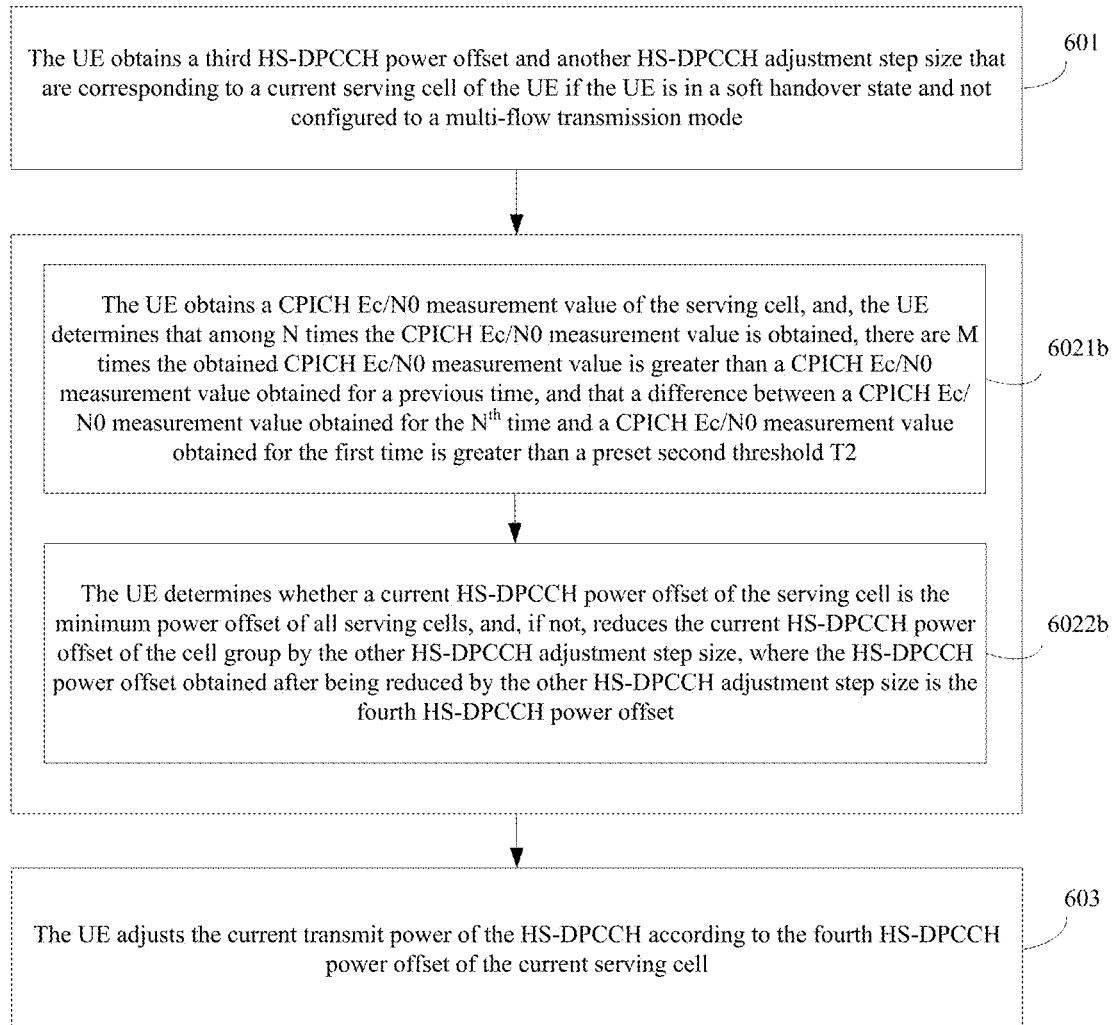 The UE obtains a third HS-DPCCH power offset and another HS-DPCCH adjustment step size that
are corresponding to a current serving cell of the UE if the UE is in a soft handover state and not
configured to a multi-flow transmission mode
601
The UE obtains a CPICH Ec/N0 measurement value of the serving cell, and, the UE
determines that among N times the CPICH Ec/N0 measurement value is obtained, there are M
times the obtained CPICH Ec/N0 measurement value is greater than a CPICH Ec/N0
measurement value obtained for a previous time, and that a difference between a CPICH Ec/
N0 measurement value obtained for the Nth time and a CPICH Ec/N0 measurement value
obtained for the first time is greater than a preset second threshold T2
6021b
The UE determines whether a current HS-DPCCH power offset of the serving cell is the
minimum power offset of all serving cells, and, if not, reduces the current HS-DPCCH power
offset of the cell group by the other HS-DPCCH adjustment step size, where the HS-DPCCH
power offset obtained after being reduced by the other HS-DPCCH adjustment step size is the
fourth HS-DPCCH power offset
6022b
The UE adjusts the current transmit power of the HS-DPCCH according to the fourth HS-DPCCH
power offset of the current serving cell
603